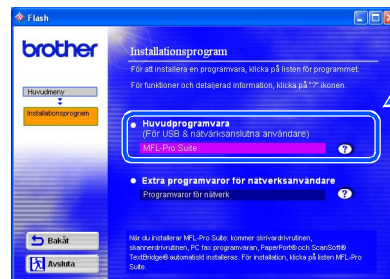 Flash
brother
Installationsprogram
För att installera en programvara, klicka på listen för programmet.
För funktioner och detaljerad information, klicka på "?" ikonen.
Huvudmeny
Installationsprogram
Huvudprogramvara
(För USB & nätvärksanslutna användare)
MFL-Pro Suite
?
Extra programvaror för nätverksanvändare
Programvaror för nätverk
?
Bakåt
Avsluta
När du installerar MFL-Pro Suite: kommer skrivardrivrutinen,
skannerdrivrutinen, PC fax programvaran, PaperPort® och ScanSoft®
TextBridge® automatiskt installeras. För installation, klicka på listen MFL-Pro
Suite.